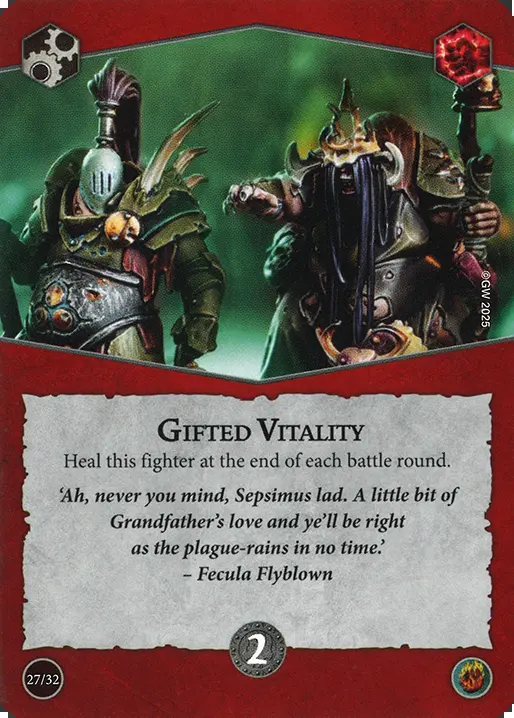 ©GW 2025
Gifted Vitality
Heal this fighter at the end of each battle round.
‘Ah, never you mind, Sepsimus lad. A little bit of
Grandfather’s love and ye’ll be right
as the plague-rains in no time.’
– Fecula Flyblown
2
27/32